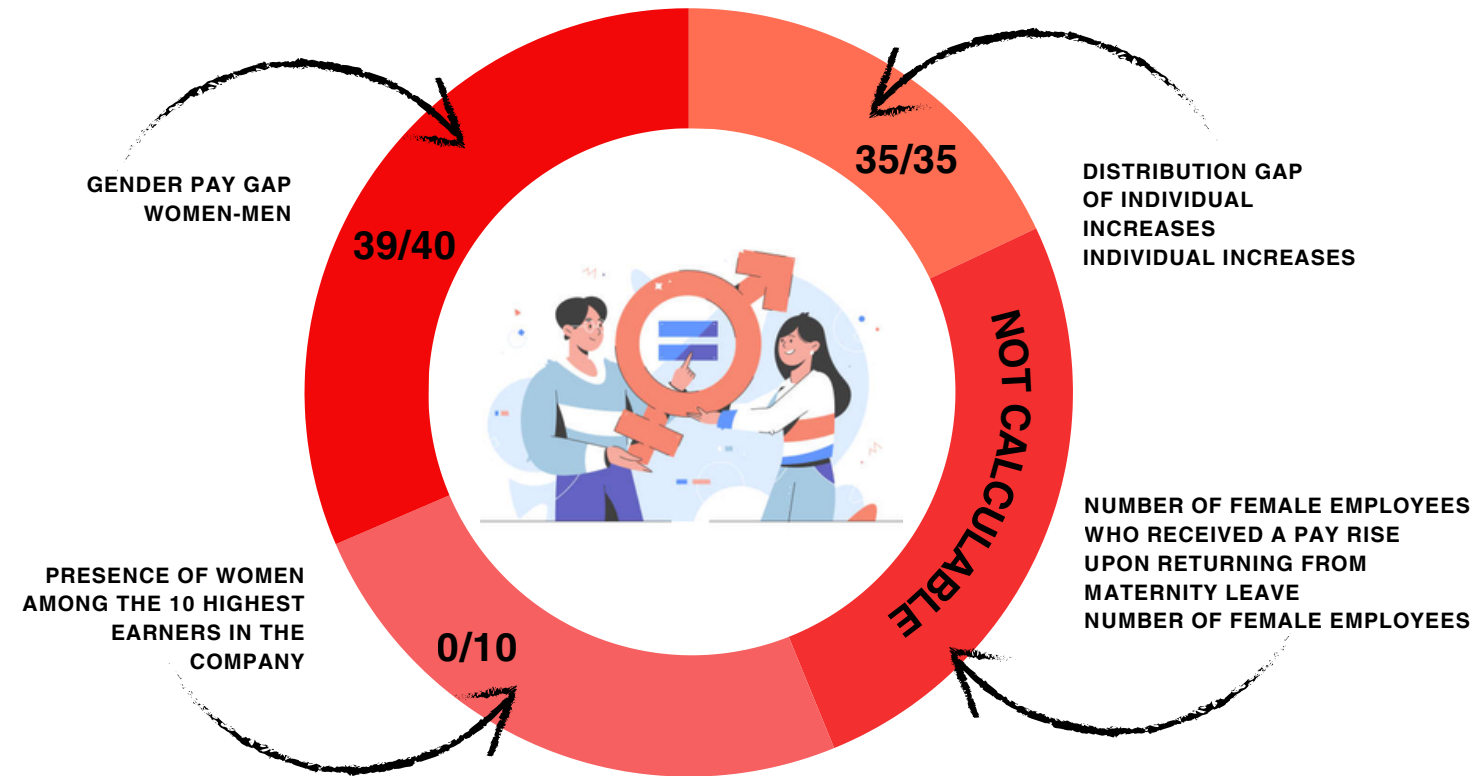 GENDER PAY GAP
WOMEN-MEN
39/40
35/35
DISTRIBUTION GAP
OF INDIVIDUAL
INCREASES
INDIVIDUAL INCREASES
NOT CALCULABLE
NUMBER OF FEMALE EMPLOYEES
WHO RECEIVED A PAY RISE
UPON RETURNING FROM
MATERNITY LEAVE
NUMBER OF FEMALE EMPLOYEES
PRESENCE OF WOMEN
AMONG THE 10 HIGHEST
EARNERS IN THE
COMPANY
0/10